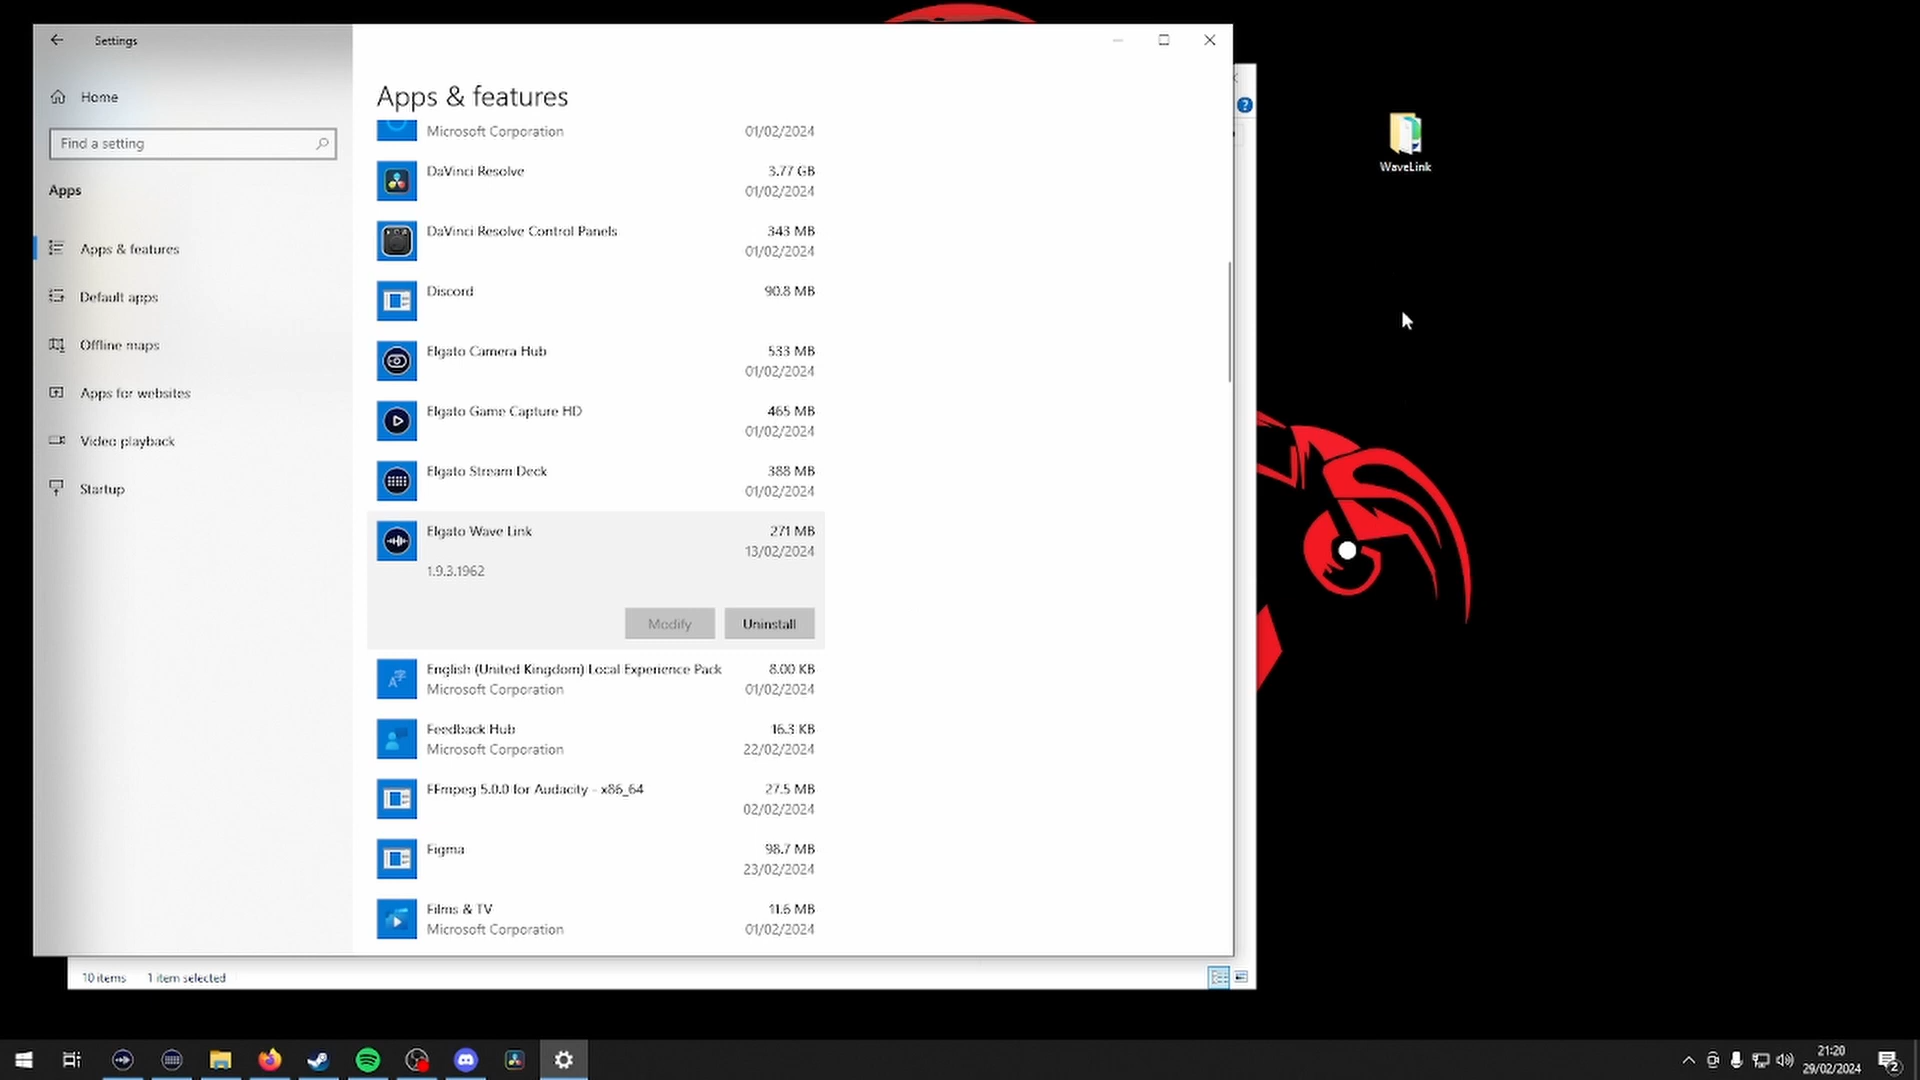 Settings
Home
Find a setting
Apps
Apps & features
Default apps
Offline maps
Apps for websites
Video playback
Startup
Apps & features
Microsoft Corporation 01/02/2024
DaVinci Resolve 3.77 GB
01/02/2024
DaVinci Resolve Control Panels 343 MB
01/02/2024
Discord 90.8 MB
Elgato Camera Hub 533 MB
01/02/2024
Elgato Game Capture HD 465 MB
01/02/2024
Elgato Stream Deck 388 MB
01/02/2024
Elgato Wave Link 271 MB
13/02/2024
1.9.3.1962
Modify Uninstall
English (United Kingdom) Local Experience Pack 8.00 KB
Microsoft Corporation 01/02/2024
Feedback Hub 16.3 KB
Microsoft Corporation 22/02/2024
FFmpeg 5.0.0 for Audacity - x86_64 27.5 MB
02/02/2024
Figma 98.7 MB
23/02/2024
Films & TV 11.6 MB
Microsoft Corporation 01/02/2024
10 items 1 item selected
WaveLink
21:20
29/02/2024
2